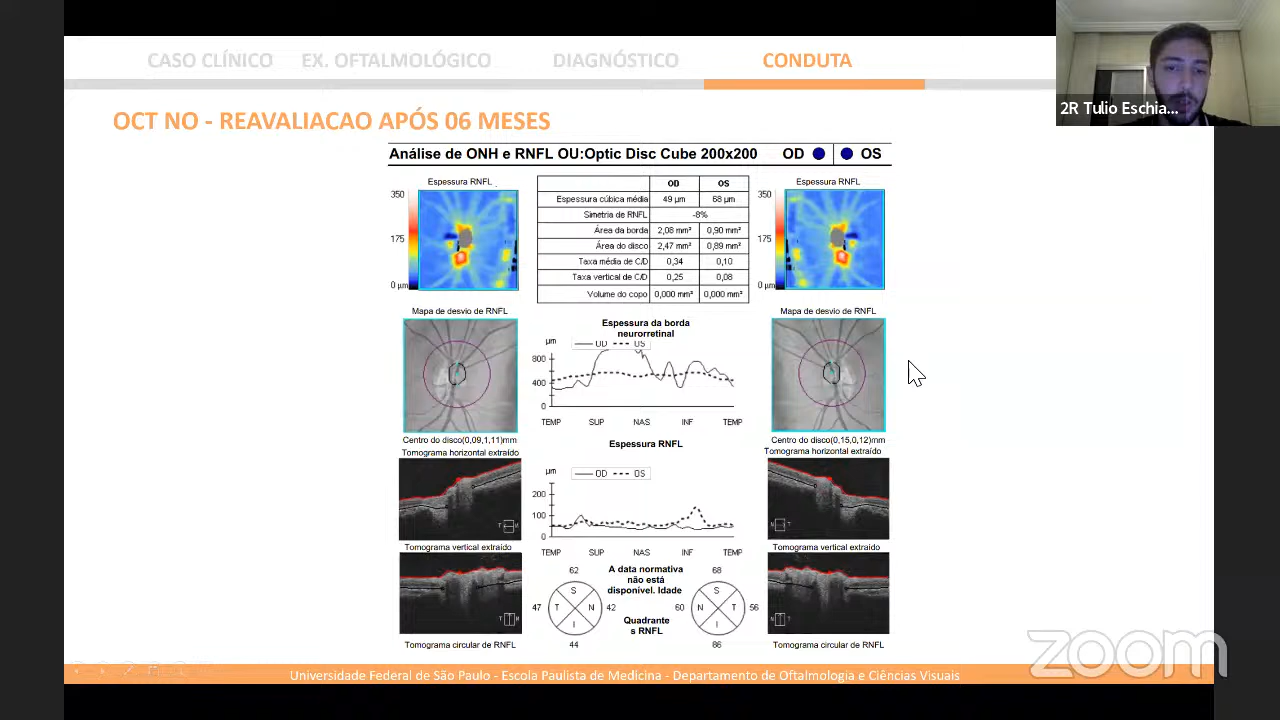 CASO CLÍNICO EX. OFTALMOLÓGICO DIAGNÓSTICO CONDUTA
2R Tulio Eschia...
OCT NO - REAVALIACAO APÓS 06 MESES
Análise de ONH e RNFL OU:Optic Disc Cube 200x200 OD OS
Espessura RNFL
350
175
0 µm
OD OS
Espessura cúbica média 49 µm 68 µm
Simetria de RNFL -8%
Área da borda 2,08 mm² 0,90 mm²
Área do disco 2,47 mm² 0,89 mm²
Taxa média de C/D 0,34 0,10
Taxa vertical de C/D 0,25 0,08
Volume do copo 0,000 mm³ 0,000 mm³
Espessura RNFL
350
175
0 µm
Mapa de desvio de RNFL
Centro do disco(0,09,1,11)mm
Tomograma horizontal extraído
T N
Tomograma vertical extraído
T
Tomograma circular de RNFL
Espessura da borda
neurorretinal
µm OD OS
800
400
0
TEMP SUP NAS INF TEMP
Espessura RNFL
µm OD OS
200
100
0
TEMP SUP NAS INF TEMP
62 A data normativa 68
não está
disponível. Idade
S S
47 T N 42 60 N T 56
I I
Quadrante
s RNFL
44 86
Mapa de desvio de RNFL
Centro do disco(0,15,0,12)mm
Tomograma horizontal extraído
N T
Tomograma vertical extraído
Tomograma circular de RNFL
zoom
Universidade Federal de São Paulo - Escola Paulista de Medicina - Departamento de Oftalmologia e Ciências Visuais